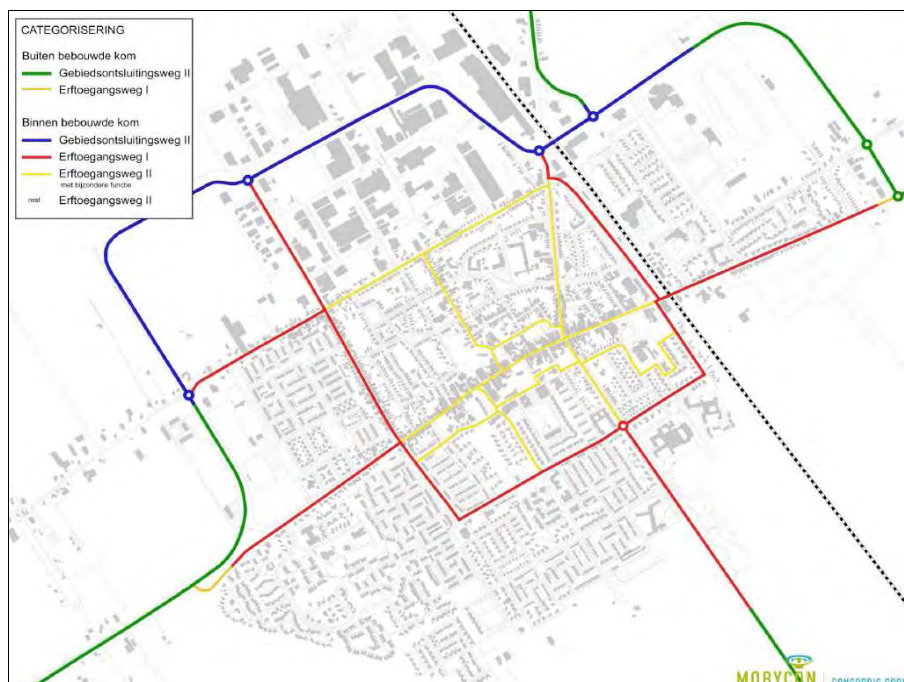 CATEGORISERING
Buiten bebouwde kom
Gebiedsontsluitingsweg II
Erftoegangsweg I
Binnen bebouwde kom
Gebiedsontsluitingsweg II
Erftoegangsweg I
Erftoegangsweg II
met bijzondere functie
rest Erftoegangsweg II
MOBYCON